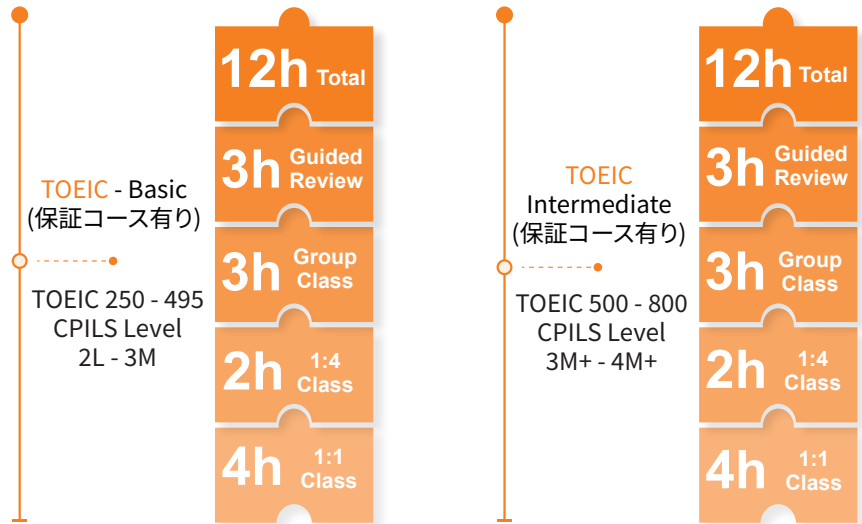 TOEIC - Basic
(保証コース有り)
TOEIC 250 - 495
CPILS Level
2L - 3M
12h Total
3h Guided
Review
3h Group
Class
2h 1:4
Class
4h 1:1
Class
TOEIC
Intermediate
(保証コース有り)
TOEIC 500 - 800
CPILS Level
3M+ - 4M+
12h Total
3h Guided
Review
3h Group
Class
2h 1:4
Class
4h 1:1
Class